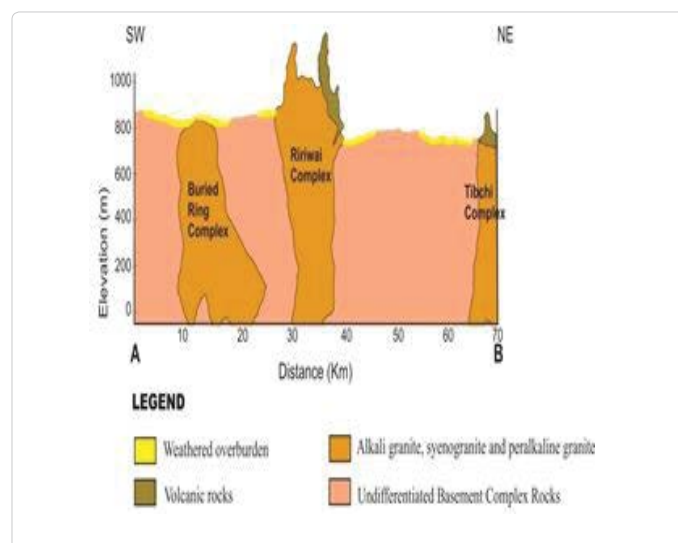 SW
NE
1000
800
600
400
200
0
Elevation (m)
Buried
Ring
Complex
Ririwai
Complex
Tibchi
Complex
10 20 30 40 50 60 70
A
B
Distance (Km)
LEGEND
Weathered overburden
Alkali granite, syenogranite and peralkaline granite
Volcanic rocks
Undifferentiated Basement Complex Rocks